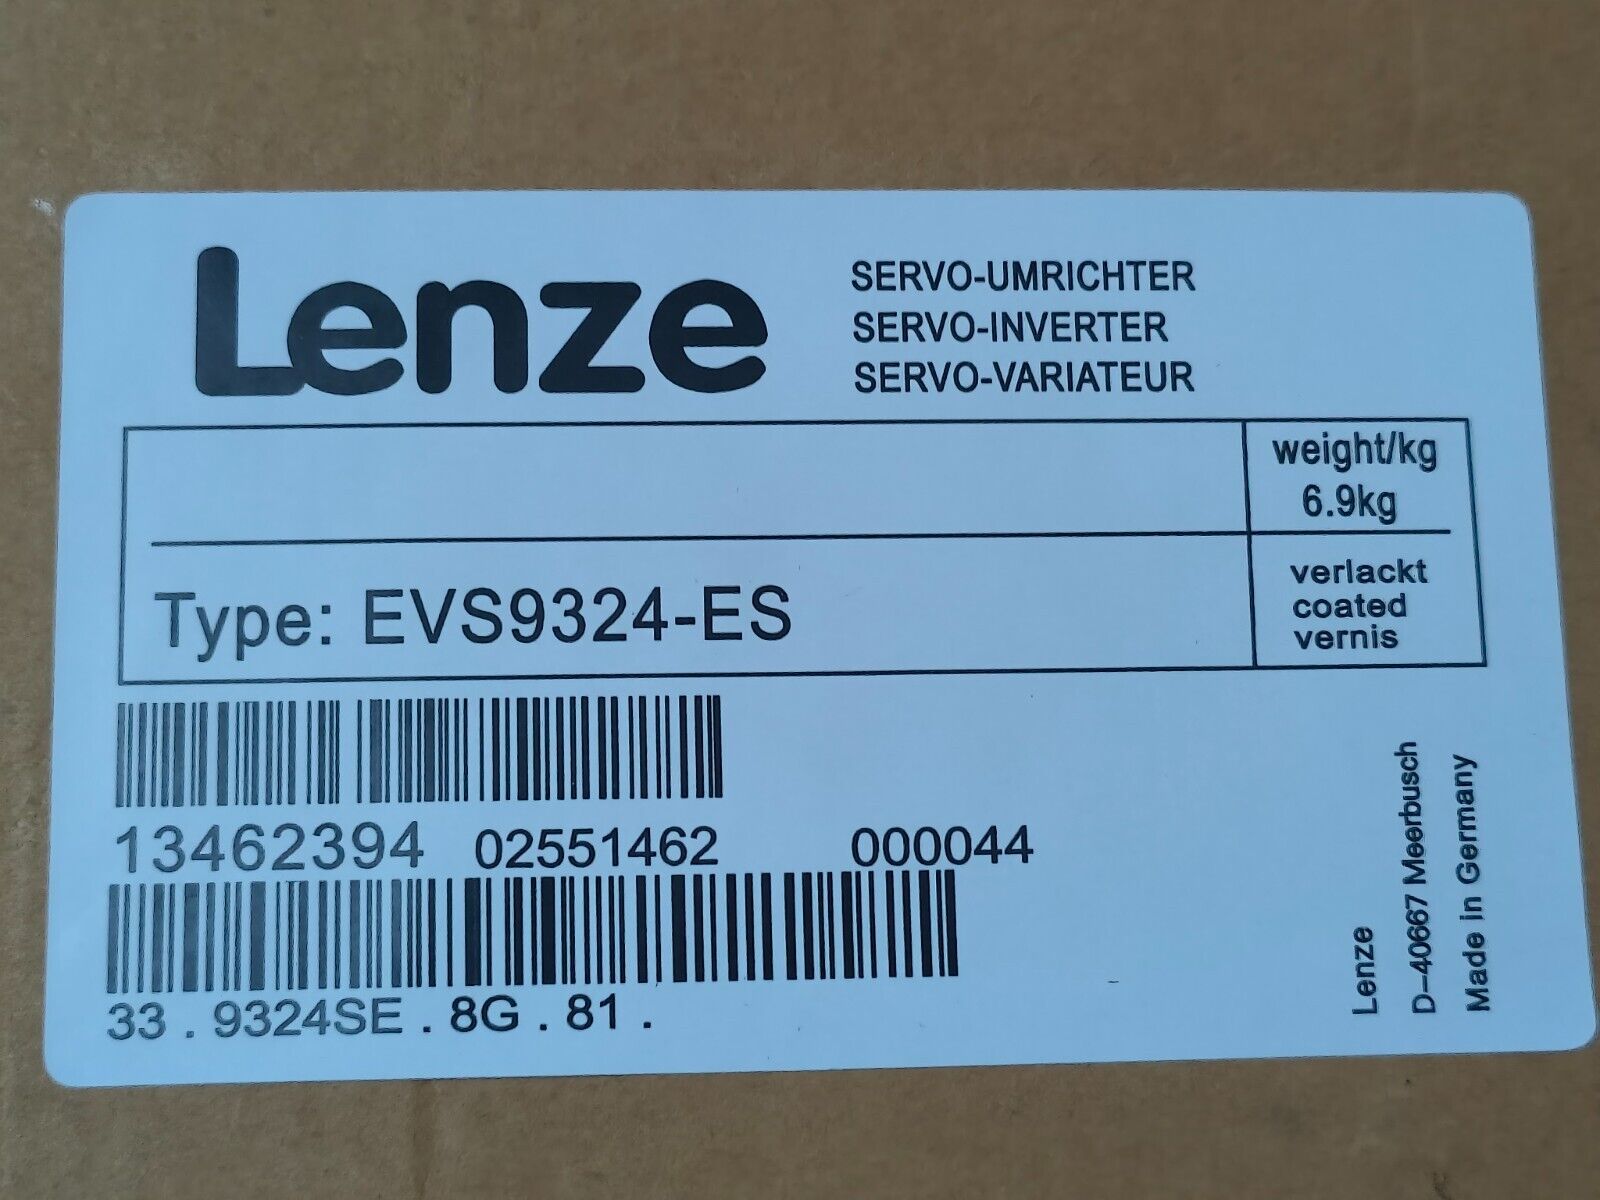 Lenze
SERVO-UMRICHTER
SERVO-INVERTER
SERVO-VARIATEUR
weight/kg
6.9kg
Type: EVS9324-ES
verlackt
coated
vernis
13462394 02551462 000044
33 . 9324SE . 8G . 81 .
Lenze
D-40667 Meerbusch
Made in Germany